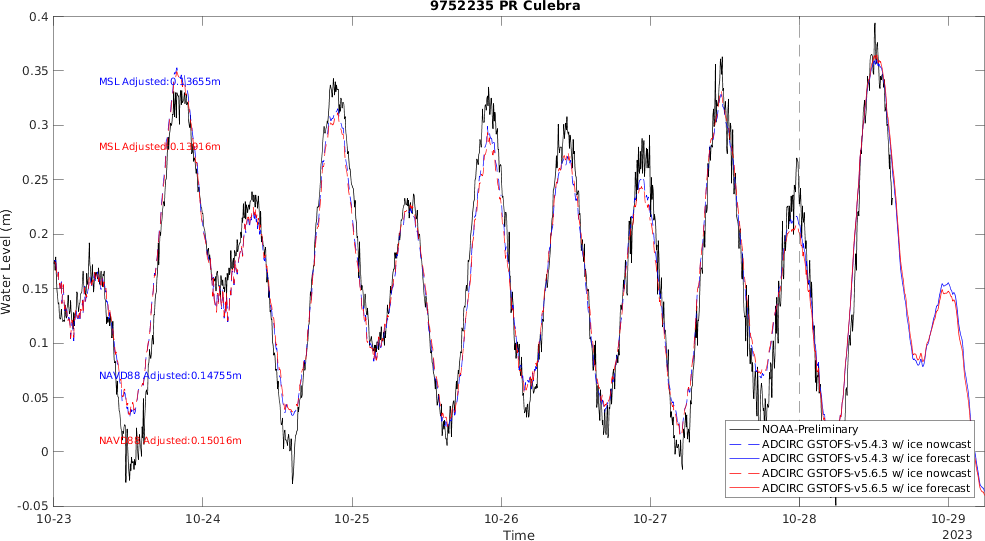 9752235 PR Culebra
0.4
0.35
0.3
0.25
0.2
0.15
0.1
0.05
0
-0.05
Water Level (m)
MSL Adjusted:0.13655m
MSL Adjusted:0.13916m
NAVD88 Adjusted:0.14755m
NAVD88 Adjusted:0.15016m
NOAA-Preliminary
ADCIRC GSTOFS-v5.4.3 w/ ice nowcast
ADCIRC GSTOFS-v5.4.3 w/ ice forecast
ADCIRC GSTOFS-v5.6.5 w/ ice nowcast
ADCIRC GSTOFS-v5.6.5 w/ ice forecast
10-23 10-24 10-25 10-26 10-27 10-28 10-29
Time
2023